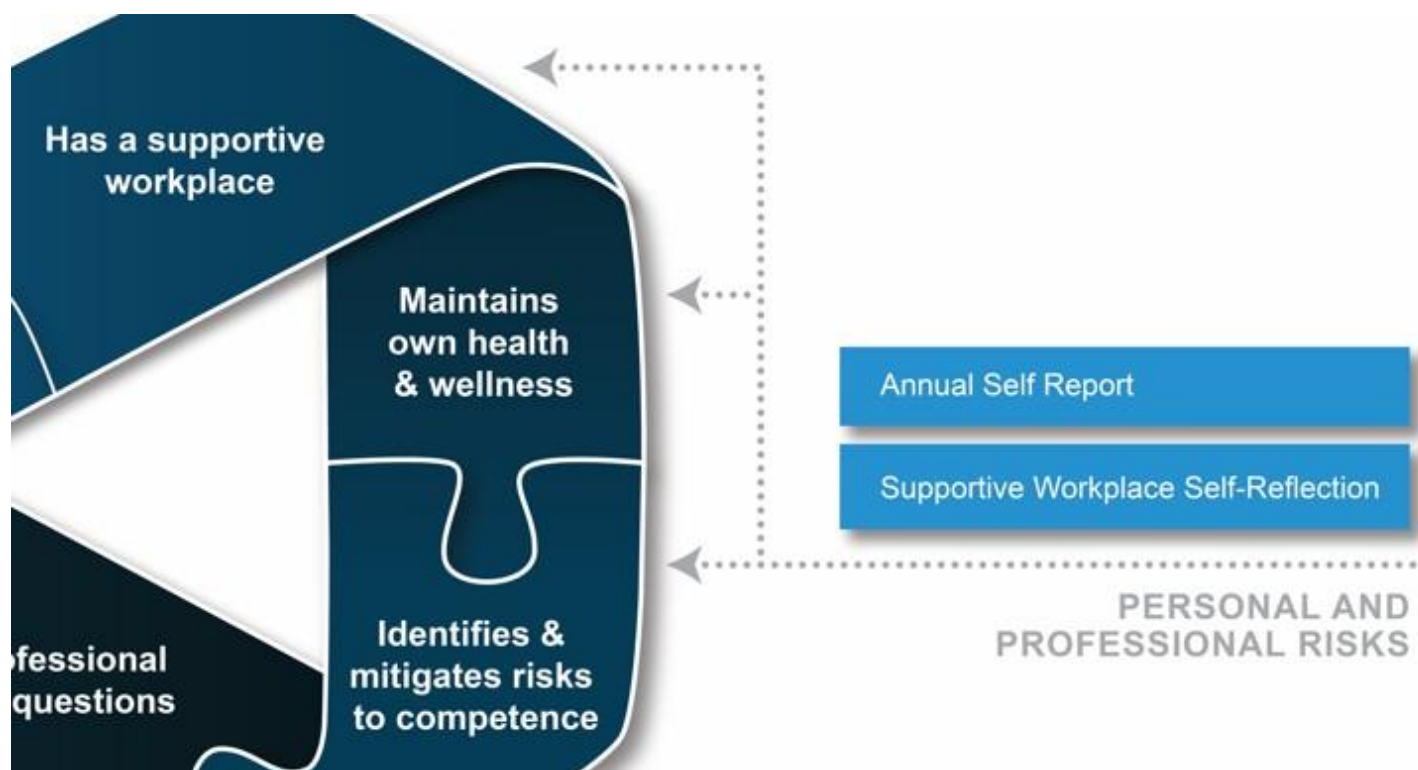 Has a supportive
workplace
Maintains
own health
& wellness
Annual Self Report
Supportive Workplace Self-Reflection
PERSONAL AND
PROFESSIONAL RISKS
Identifies &
mitigates risks
to competence
ofessional
questions